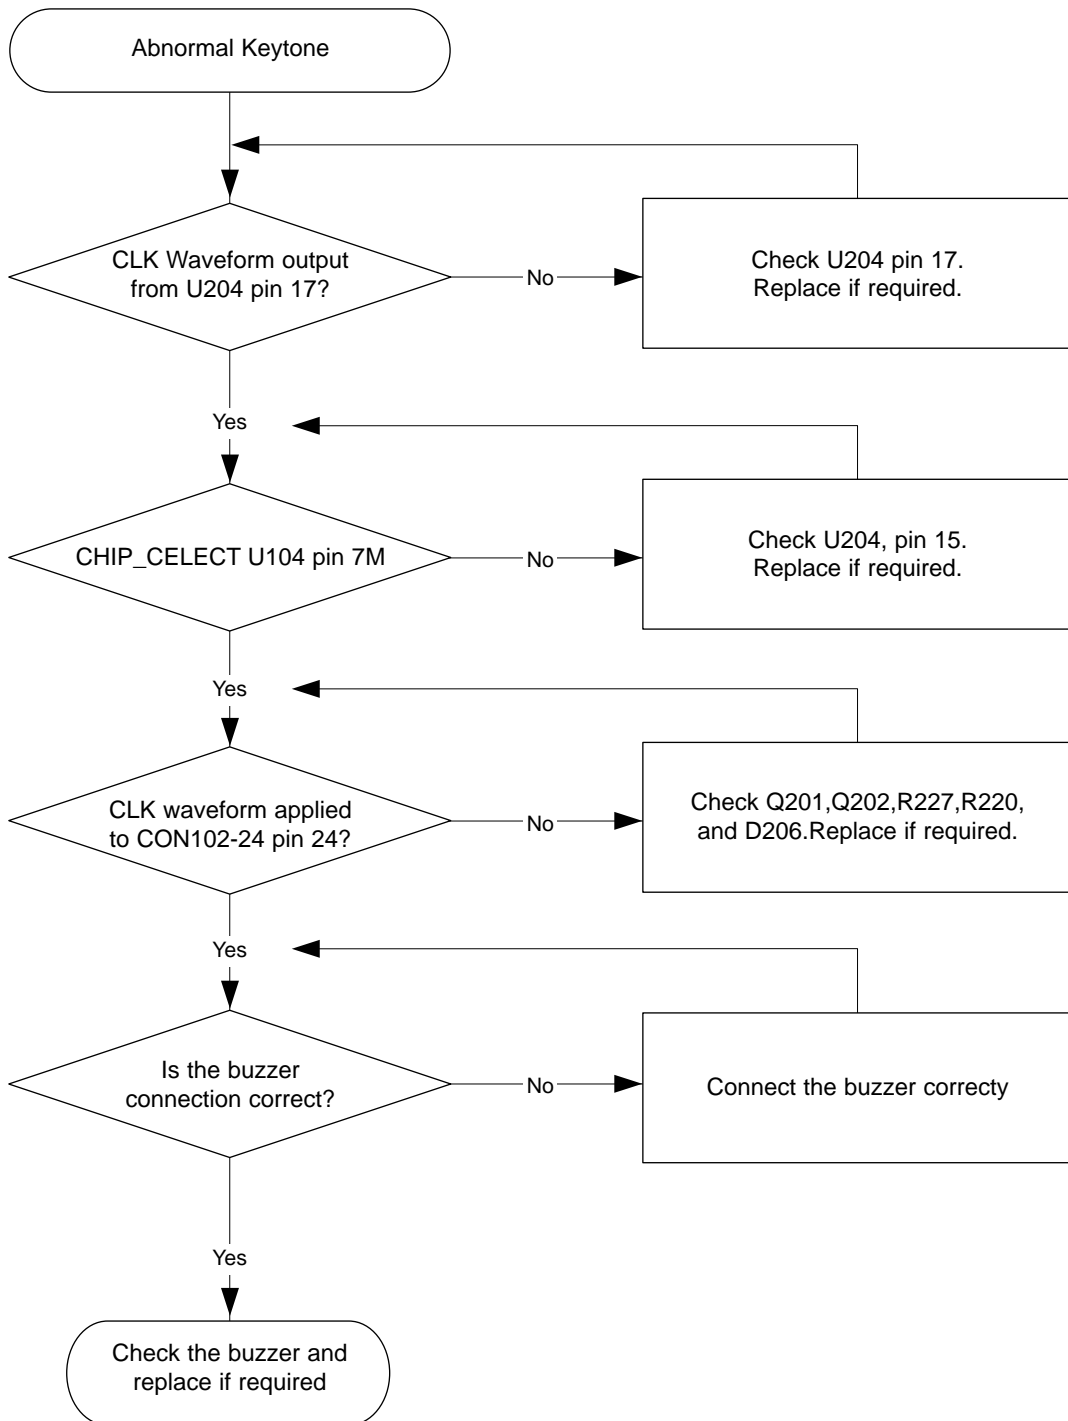 Abnormal Keytone
CLK Waveform output
from U204 pin 17?
No
Check U204 pin 17.
Replace if required.
Yes
CHIP_CELECT U104 pin 7M
No
Check U204, pin 15.
Replace if required.
Yes
CLK waveform applied
to CON102-24 pin 24?
No
Check Q201,Q202,R227,R220,
and D206.Replace if required.
Yes
Is the buzzer
connection correct?
No
Connect the buzzer correcty
Yes
Check the buzzer and
replace if required